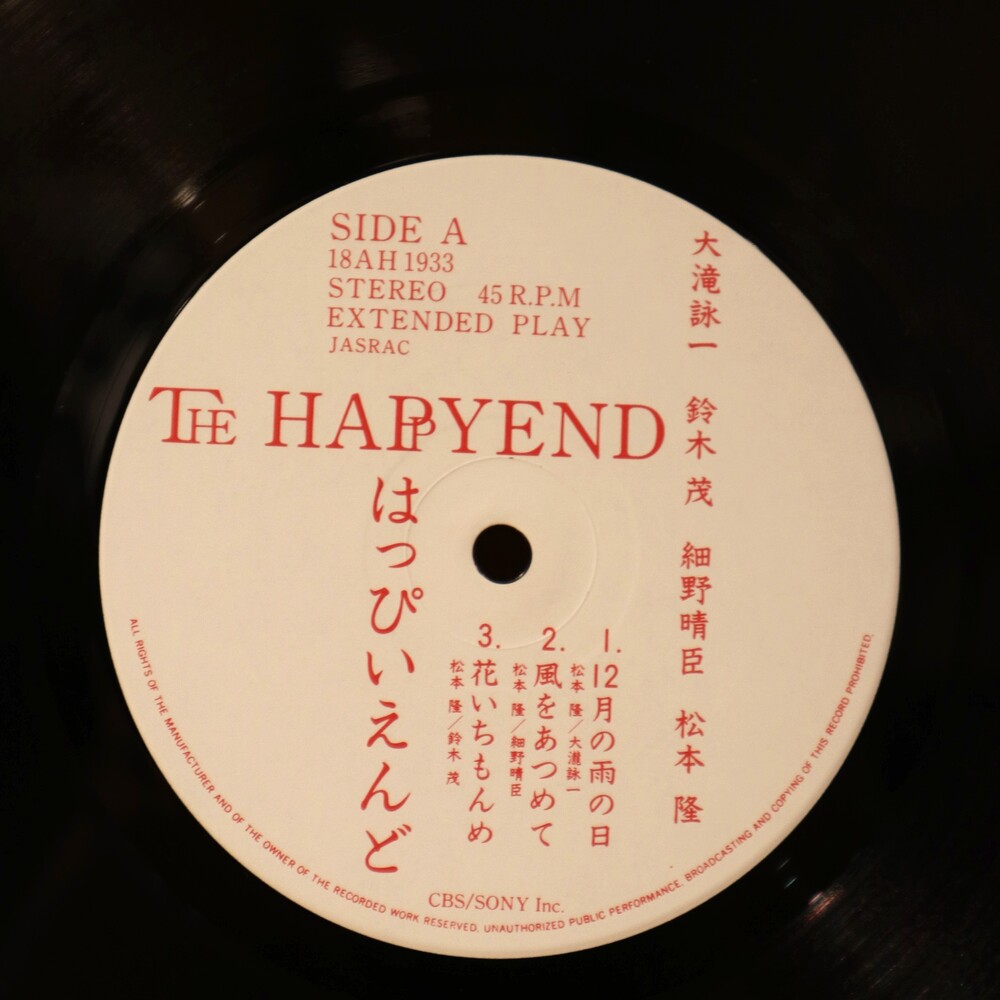 SIDE A
18AH 1933
STEREO 45 R.P.M
EXTENDED PLAY
JASRAC
THE HAPPYEND
はっぴいえんど
大滝詠一 鈴木 茂 細野晴臣 松本 隆
1. 12月の雨の日
松本 隆／大瀧詠一
2. 風をあつめて
松本 隆／細野晴臣
3. 花いちもんめ
松本 隆／鈴木 茂
CBS/SONY Inc.
ALL RIGHTS OF THE MANUFACTURER AND OF THE OWNER OF THE RECORDED WORK RESERVED. UNAUTHORIZED PUBLIC PERFORMANCE, BROADCASTING AND COPYING OF THIS RECORD PROHIBITED.